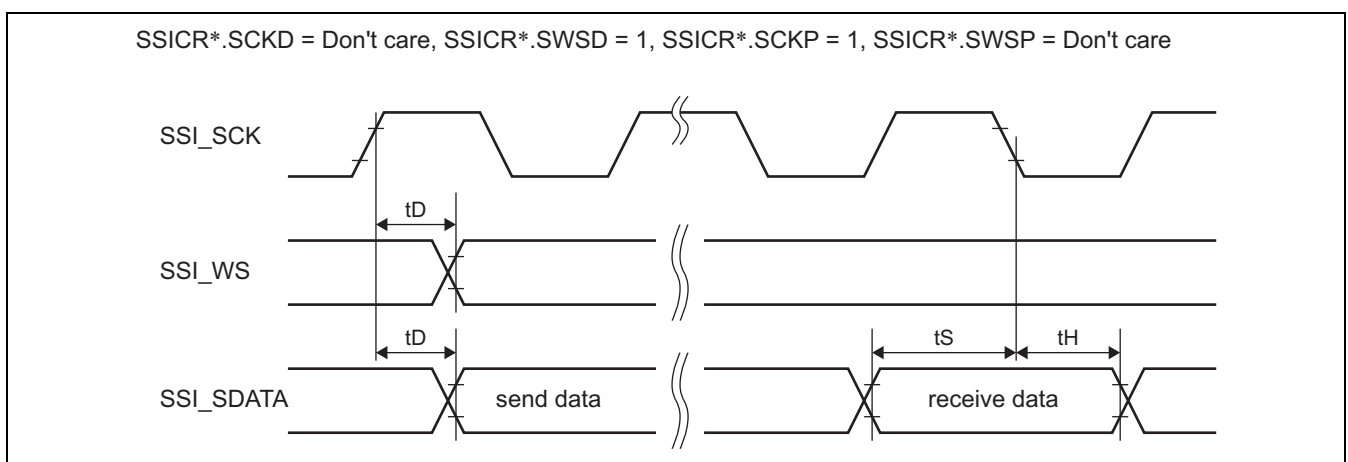 SSICR*.SCKD = Don't care, SSICR*.SWSD = 1, SSICR*.SCKP = 1, SSICR*.SWSP = Don't care
SSI_SCK
tD
SSI_WS
tD
tS
tH
SSI_SDATA
send data
receive data